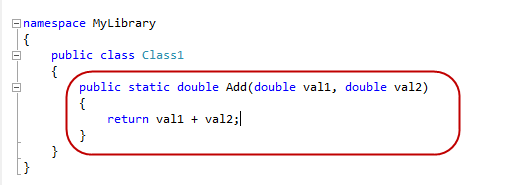 namespace MyLibrary
{
    public class Class1
    {
        public static double Add(double val1, double val2)
        {
            return val1 + val2;
        }
    }
}